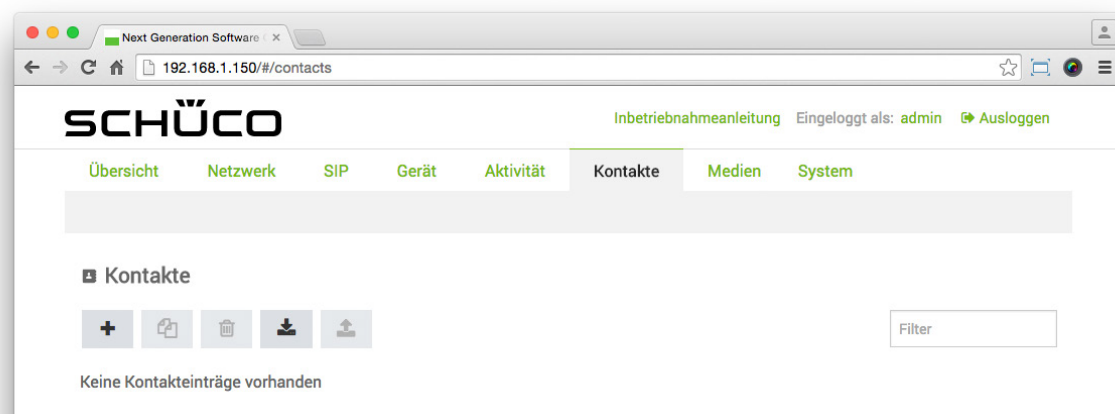 Next Generation Software
192.168.1.150/#/contacts
SCHÜCO
Inbetriebnahmeanleitung Eingeloggt als: admin Ausloggen
Übersicht Netzwerk SIP Gerät Aktivität Kontakte Medien System
Kontakte
Filter
Keine Kontakteinträge vorhanden